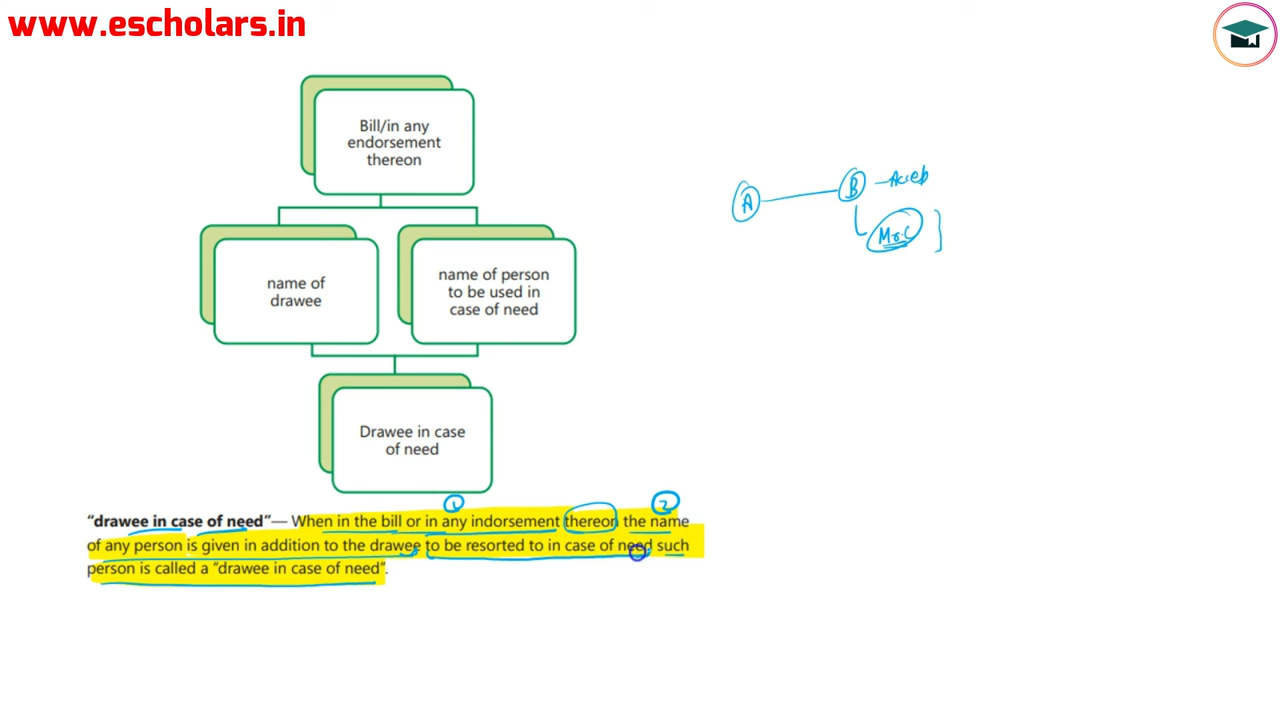 www.escholars.in
Bill/in any
endorsement
thereon
name of
drawee
name of person
to be used in
case of need
Drawee in case
of need
A
B
Mr.C
1
2
“drawee in case of need”— When in the bill or in any indorsement thereon the name
of any person is given in addition to the drawee to be resorted to in case of need such
person is called a “drawee in case of need”.